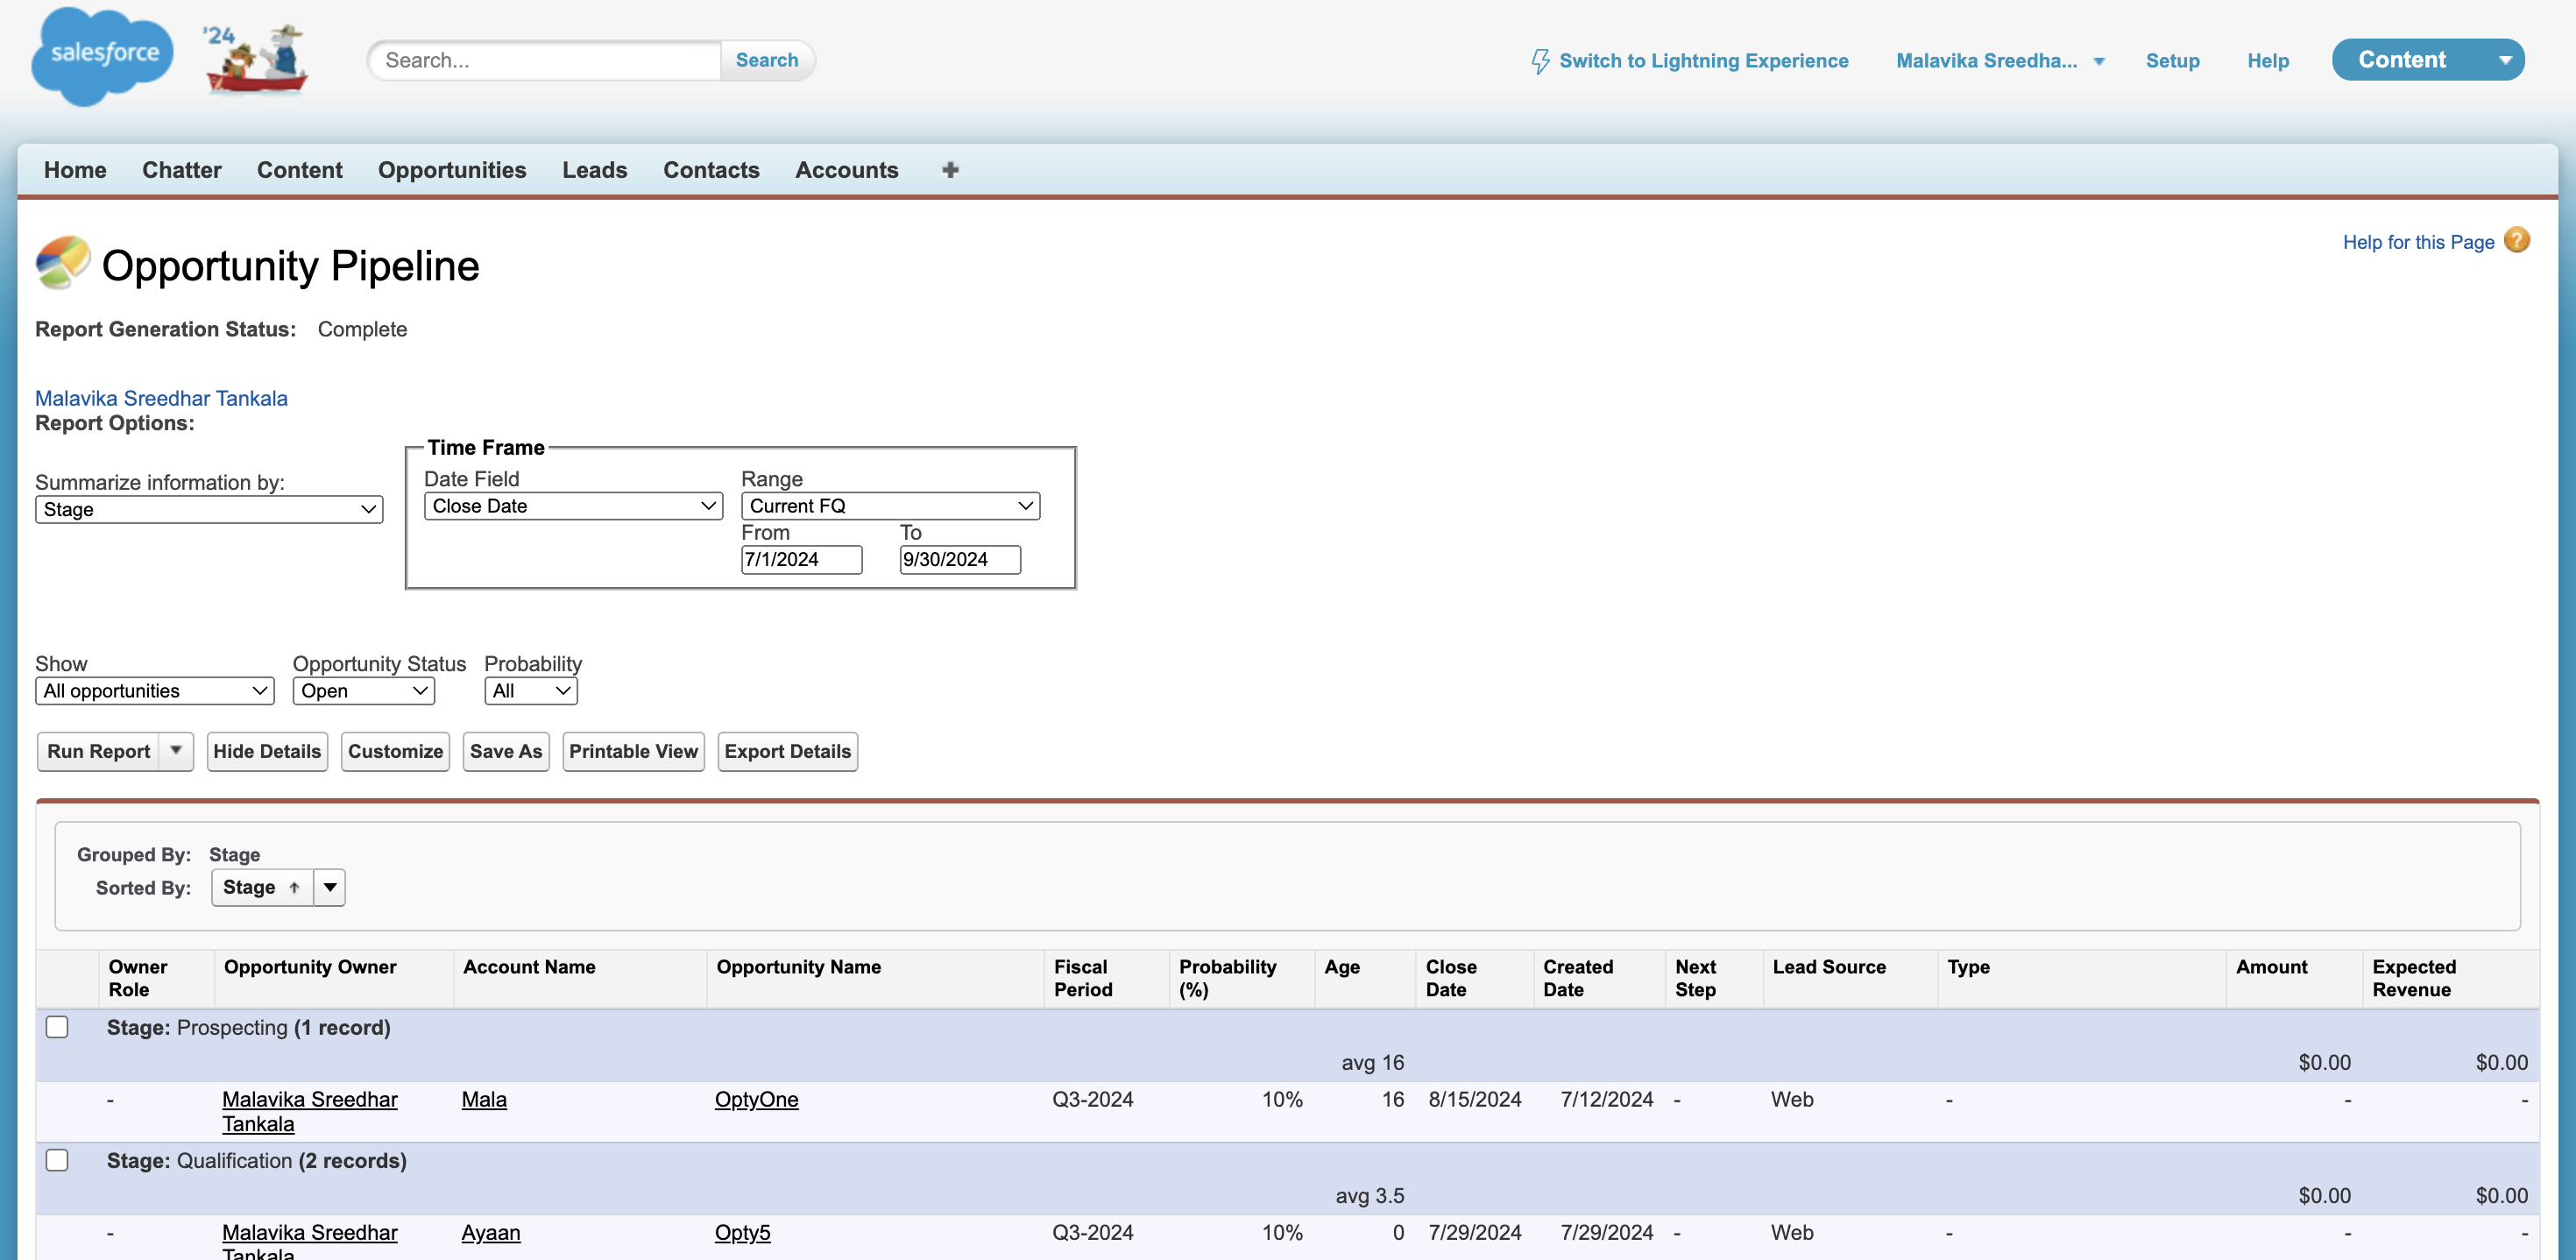 salesforce
'24
Search...
Search
Switch to Lightning Experience
Malavika Sreedha...
Setup
Help
Content
Home Chatter Content Opportunities Leads Contacts Accounts
Opportunity Pipeline
Help for this Page ?
Report Generation Status: Complete
Malavika Sreedhar Tankala
Report Options:
Time Frame
Summarize information by:
Stage
Date Field
Close Date
Range
Current FQ
From To
7/1/2024 9/30/2024
Show Opportunity Status Probability
All opportunities Open All
Run Report Hide Details Customize Save As Printable View Export Details
Grouped By: Stage
Sorted By: Stage ↑
Owner Role Opportunity Owner Account Name Opportunity Name Fiscal Period Probability (%) Age Close Date Created Date Next Step Lead Source Type Amount Expected Revenue
Stage: Prospecting (1 record)
avg 16 $0.00 $0.00
- Malavika Sreedhar Tankala Mala OptyOne Q3-2024 10% 16 8/15/2024 7/12/2024 - Web - - -
Stage: Qualification (2 records)
avg 3.5 $0.00 $0.00
- Malavika Sreedhar Tankala Ayaan Opty5 Q3-2024 10% 0 7/29/2024 7/29/2024 - Web - - -